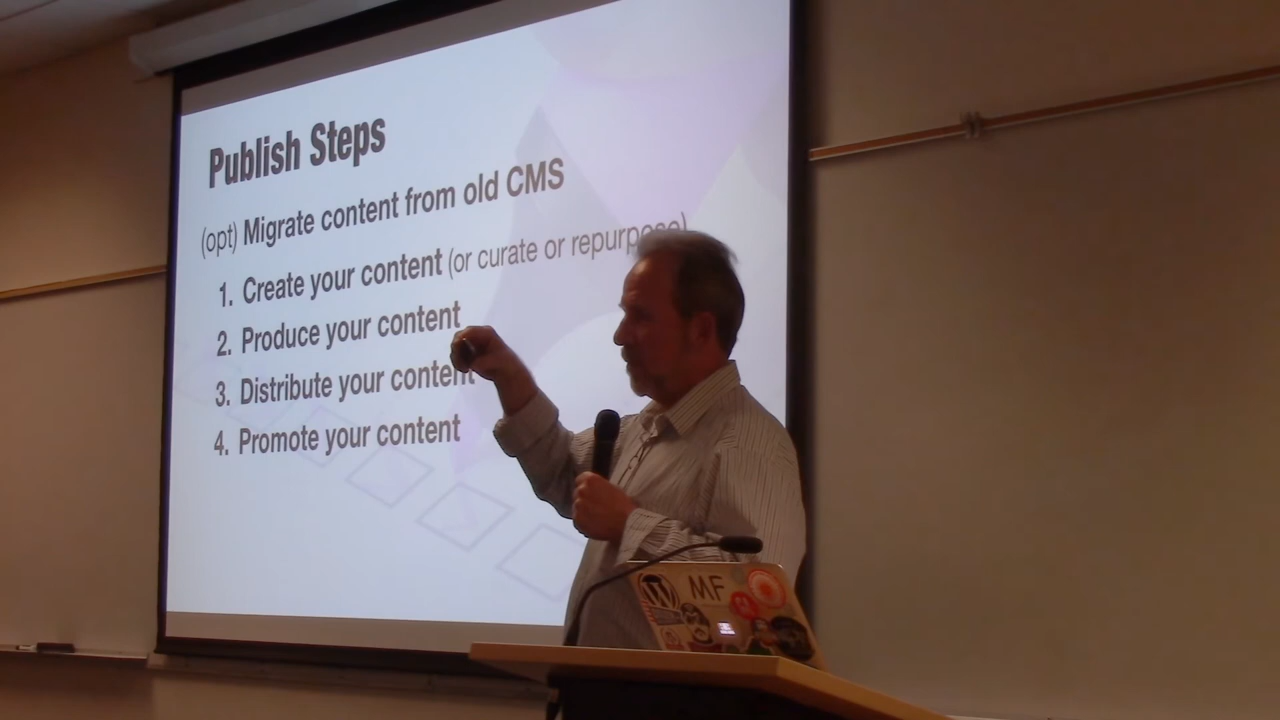 Publish Steps
(opt) Migrate content from old CMS
1. Create your content (or curate or repurpose)
2. Produce your content
3. Distribute your content
4. Promote your content
W MF